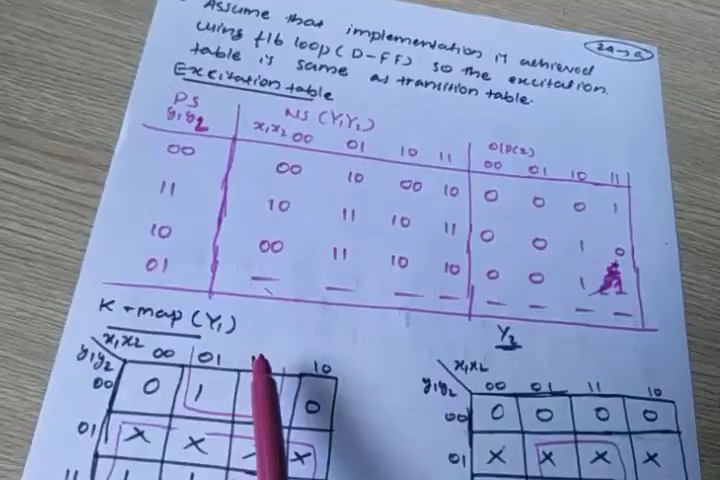 Assume that implementation is achieved
using f/b loop (D-FF) so the excitation
table is same as transition table.
Excitation table
2A→a
PS NS (Y1Y2) O/P(Z)
y1y2 x1x2 00 01 10 11 00 01 10 11
00 00 10 00 10 0 0 0 1
11 10 11 10 11 0 0 1 0
10 00 11 10 10 0 0 1
01 — — — — — — — —
K-map (Y1) Y2
x1x2 00 01 10 x1x2
y1y2 y1y2 00 01 11 10
00 0 1 0 00 0 0 0 0
01 X X X X 01 X X X X
11 1 1